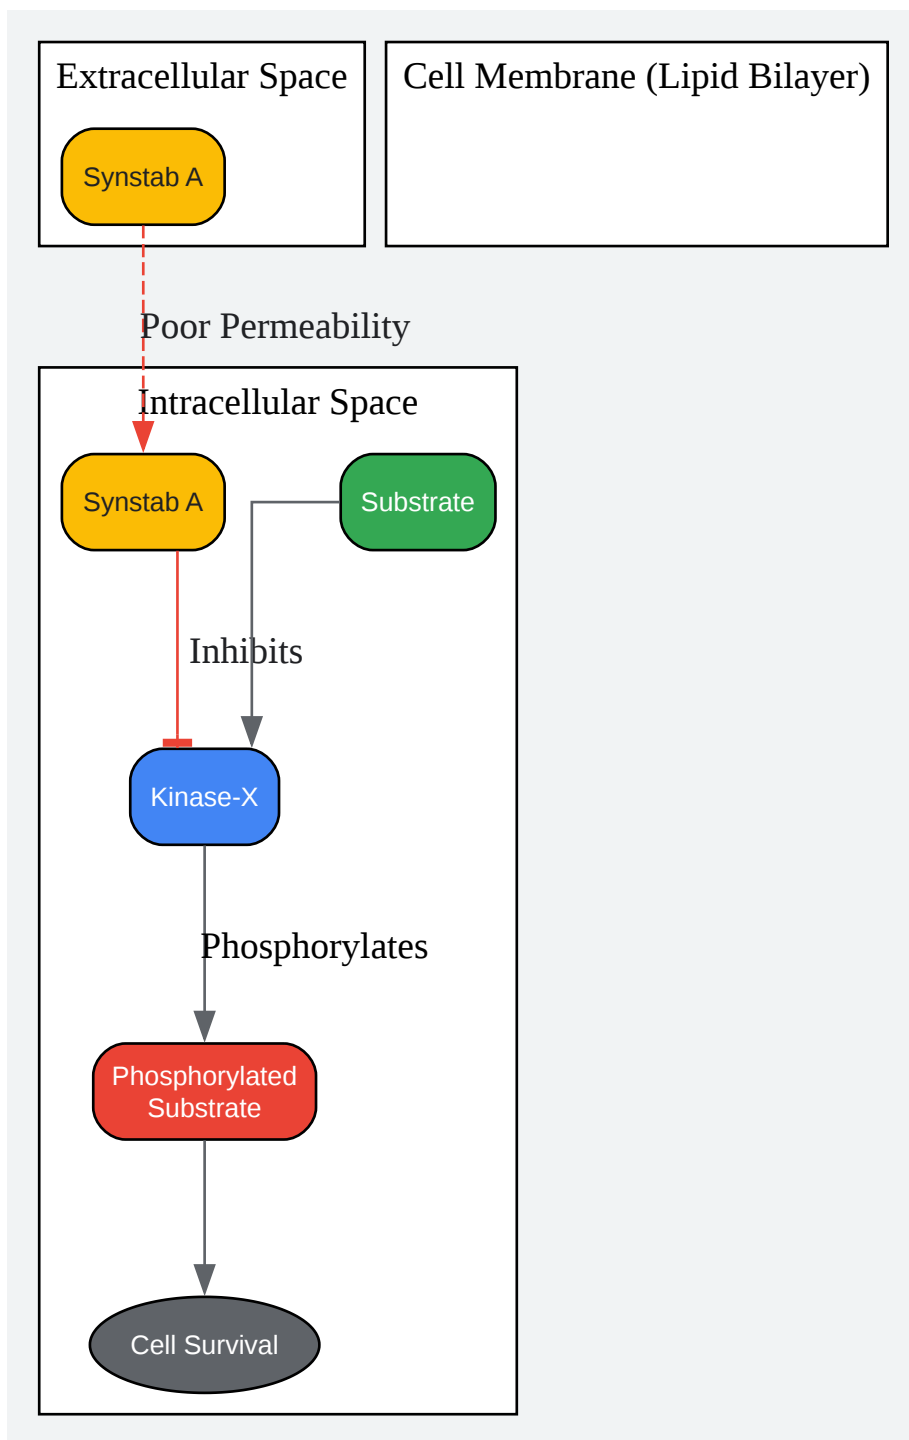 Extracellular Space
Cell Membrane (Lipid Bilayer)
Synstab A
Poor Permeability
Intracellular Space
Synstab A
Substrate
Inhibits
Kinase-X
Phosphorylates
Phosphorylated
Substrate
Cell Survival